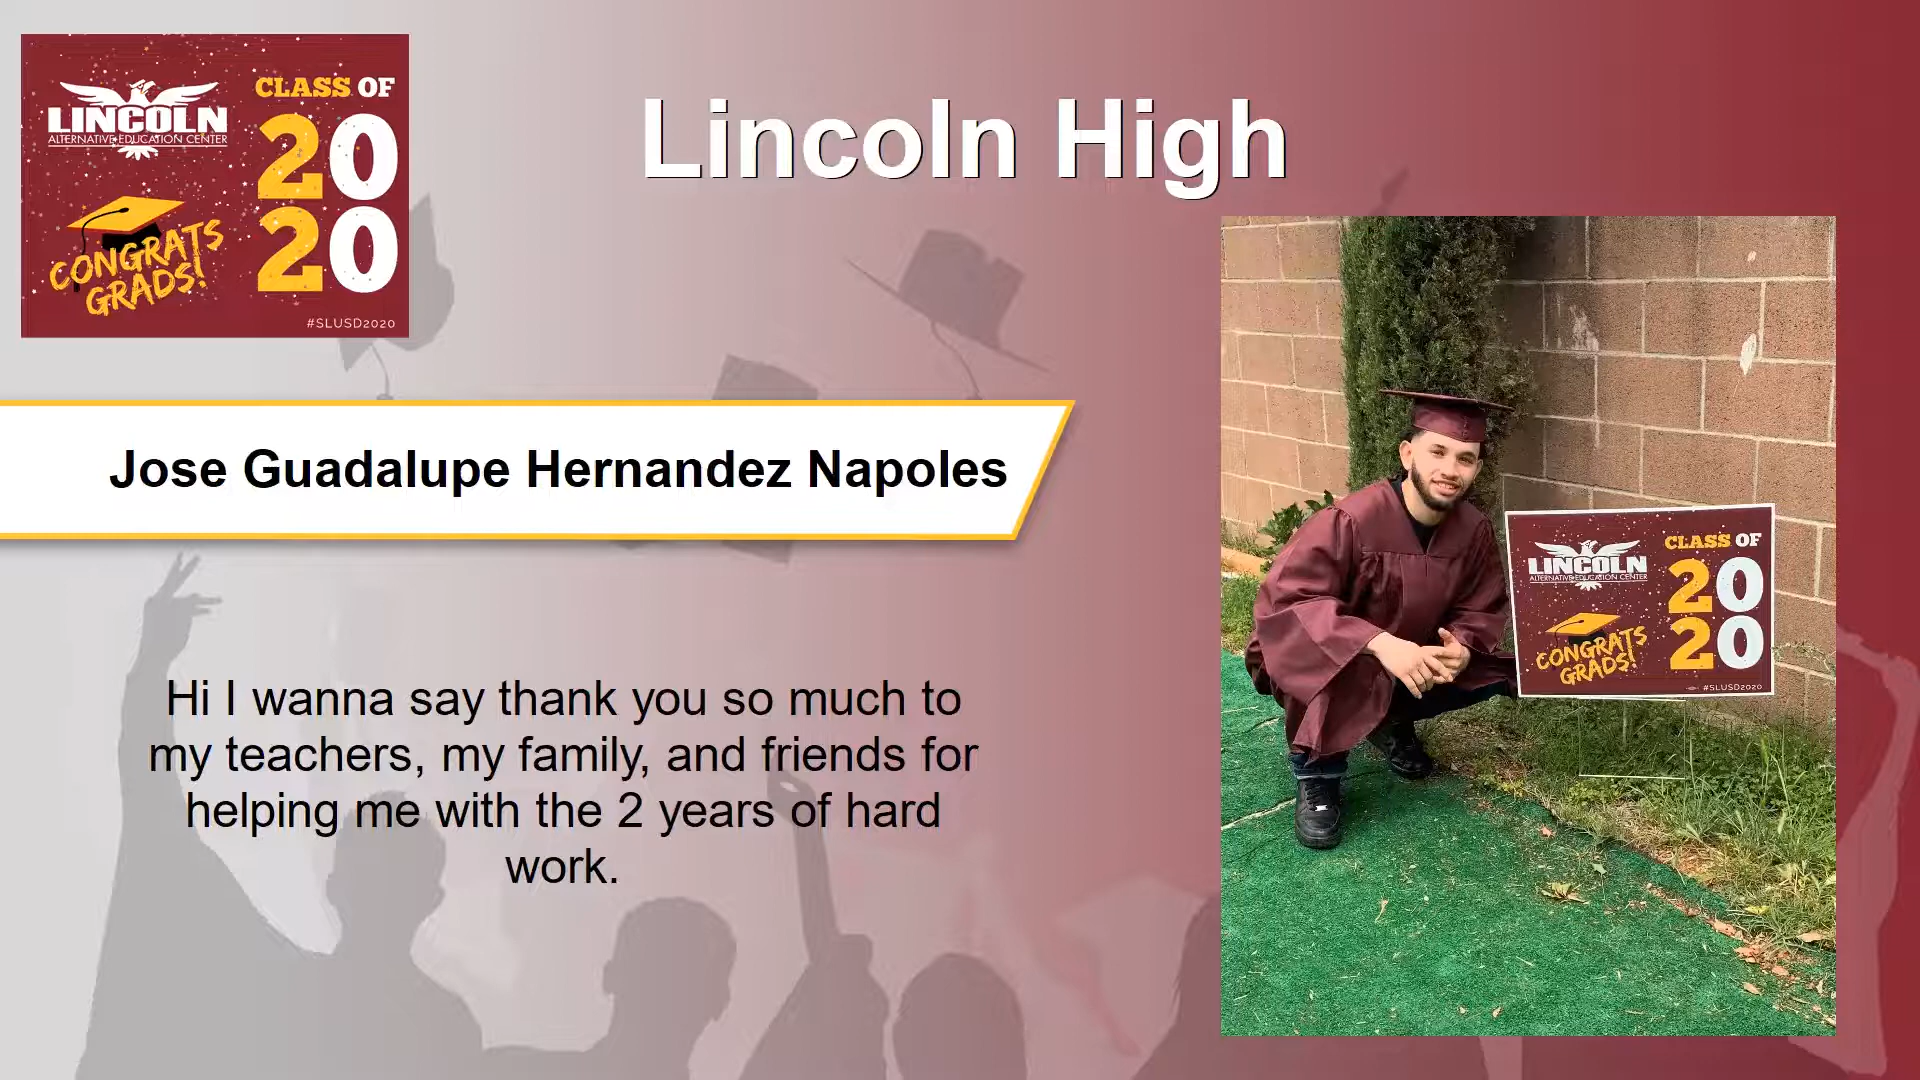 LINCOLN
ALTERNATIVE EDUCATION CENTER
CONGRATS
GRADS!
CLASS OF
20
20
#SLUSD2020
Lincoln High
Jose Guadalupe Hernandez Napoles
Hi I wanna say thank you so much to
my teachers, my family, and friends for
helping me with the 2 years of hard
work.
LINCOLN
ALTERNATIVE EDUCATION CENTER
CONGRATS
GRADS!
CLASS OF
20
20
#SLUSD2020